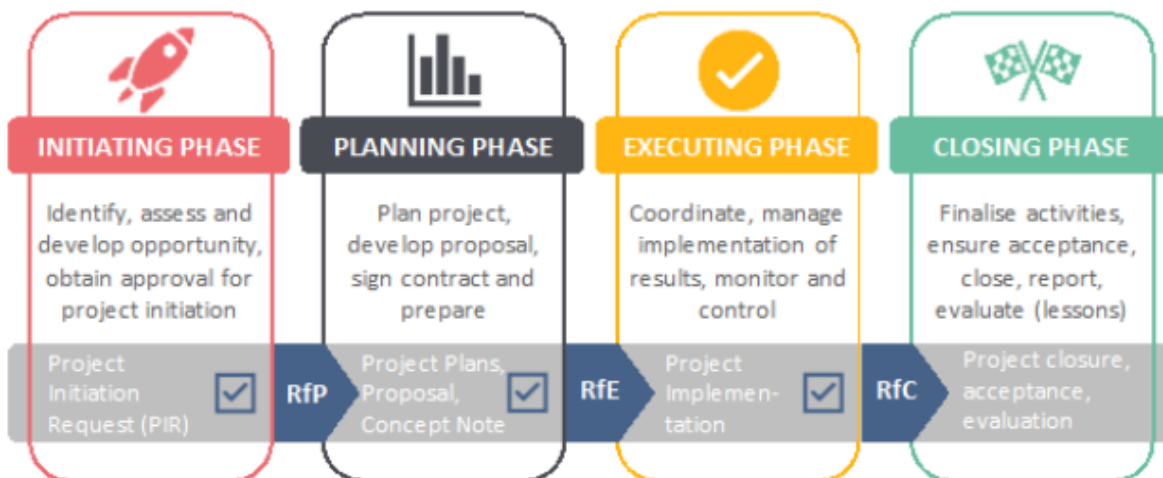 INITIATING PHASE
Identify, assess and
develop opportunity,
obtain approval for
project initiation
Project
Initiation
Request (PIR)
RfP
PLANNING PHASE
Plan project,
develop proposal,
sign contract and
prepare
Project Plans,
Proposal,
Concept Note
RfE
EXECUTING PHASE
Coordinate, manage
implementation of
results, monitor and
control
Project
Implemen-
tation
RfC
CLOSING PHASE
Finalise activities,
ensure acceptance,
close, report,
evaluate (lessons)
Project closure,
acceptance,
evaluation